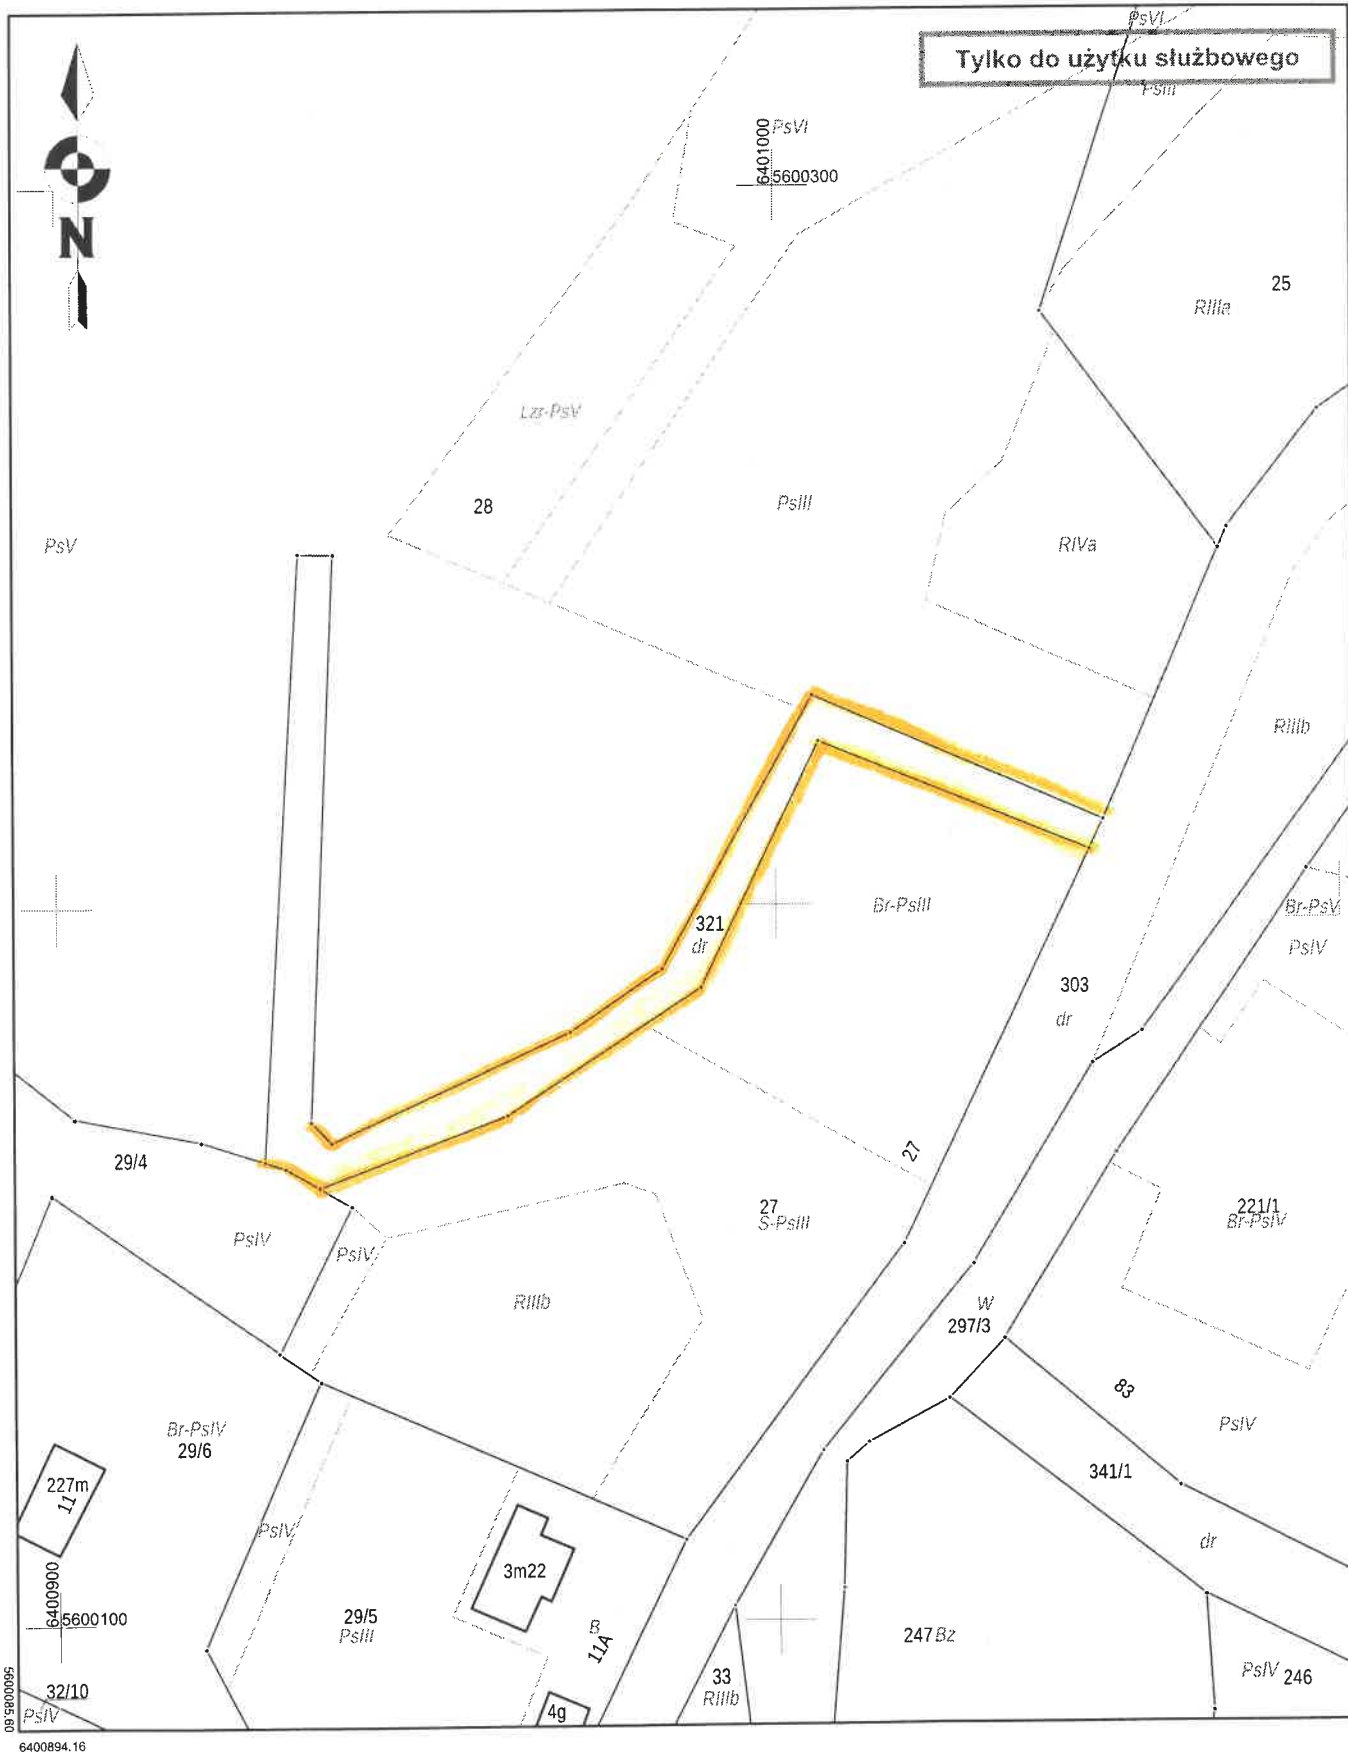 PsVI
Tylko do użytku służbowego
PsIII
6401000
PsVI
5600300
N
25
RIIIa
Lzr-PsV
28
PsIII
PsV
RIVa
RIIIb
321
dr
Br-PsIII
Br-PsV
PsIV
303
dr
29/4
27
27
S-PsIII
221/1
Br-PsIV
PsIV
PsIV
RIIIb
W
297/3
83
PsIV
Br-PsIV
29/6
341/1
227m
11
PsIV
dr
3m22
6400900
5600100
29/5
PsIII
B
11A
247 Bz
33
RIIIb
PsIV 246
32/10
PsIV
4g
5600085.60
6400894.16